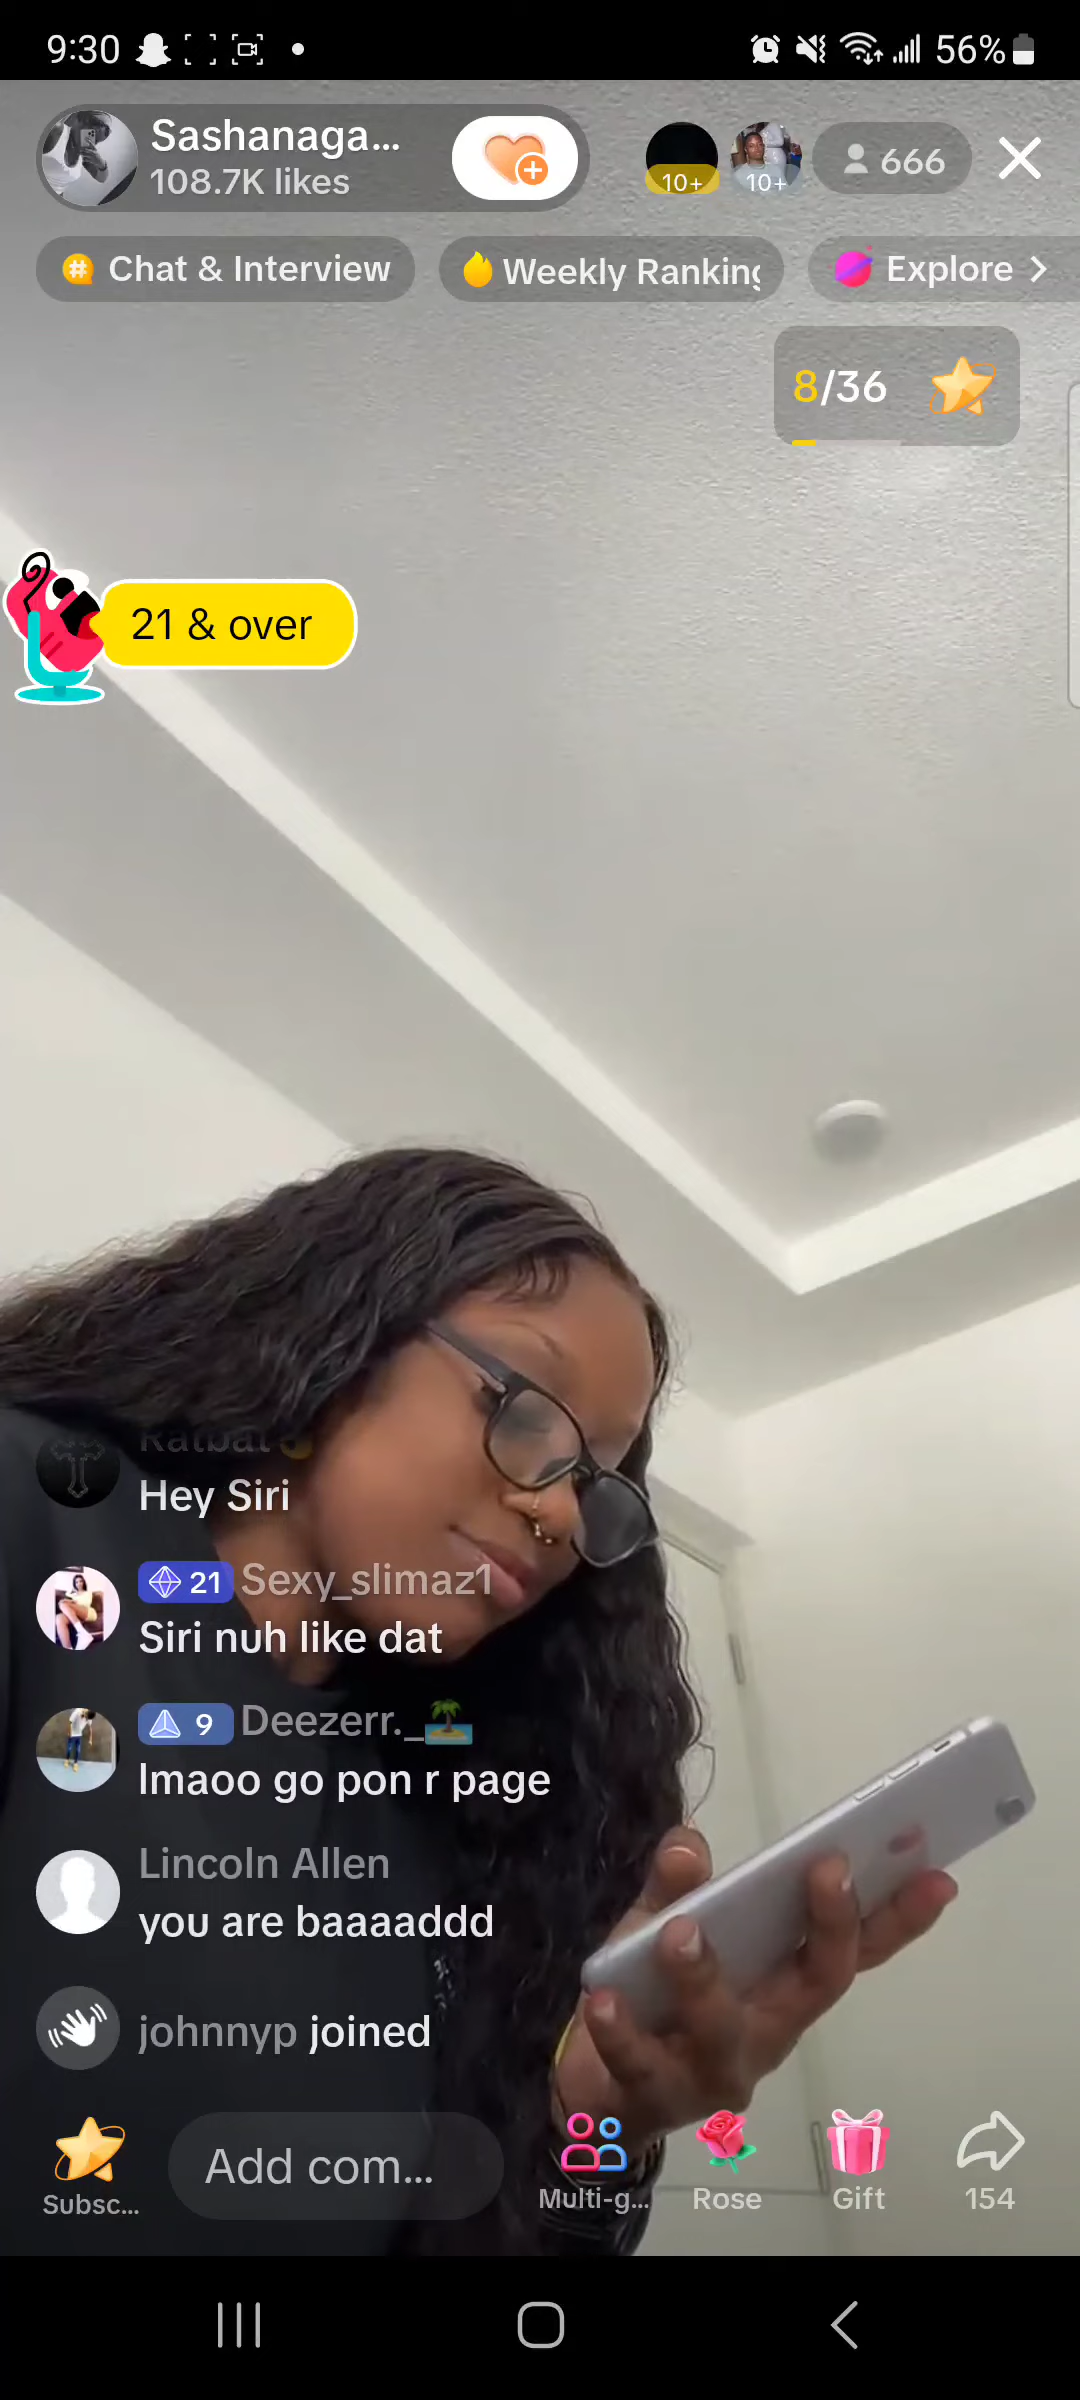 9:30
56%
Sashanaga...
108.7K likes
10+
10+
666
Chat & Interview
Weekly Ranking
Explore
8/36
21 & over
Ratbat
Hey Siri
21 Sexy_slimaz1
Siri nuh like dat
9 Deezerr._
lmaoo go pon r page
Lincoln Allen
you are baaaaddd
johnnyp joined
Subsc...
Add com...
Multi-g...
Rose
Gift
154